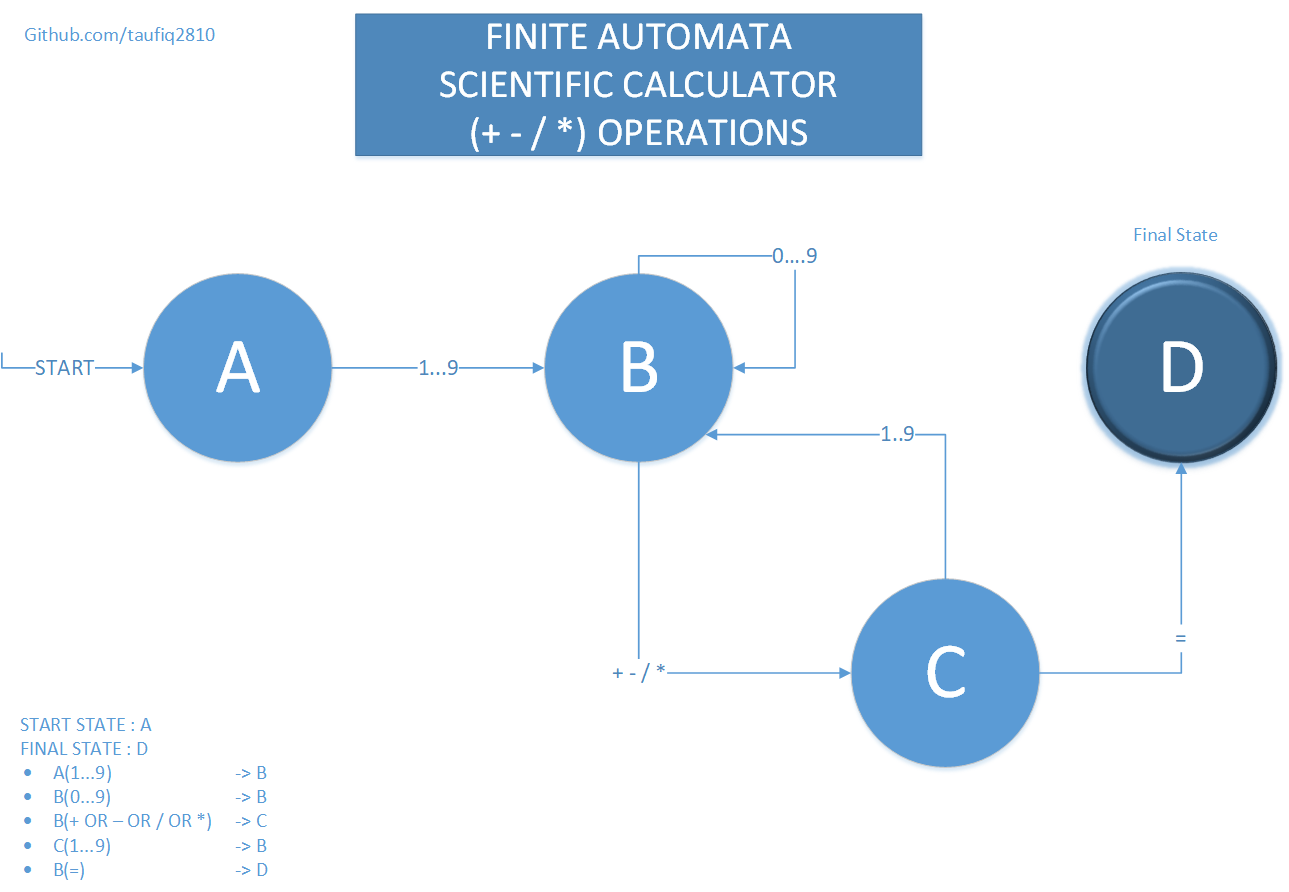 Github.com/taufiq2810
FINITE AUTOMATA
SCIENTIFIC CALCULATOR
(+ - / *) OPERATIONS
Final State
0....9
START
A
1...9
B
D
1..9
+ - / *
C
=
START STATE : A
FINAL STATE : D
• A(1...9) -> B
• B(0...9) -> B
• B(+ OR – OR / OR *) -> C
• C(1...9) -> B
• B(=) -> D